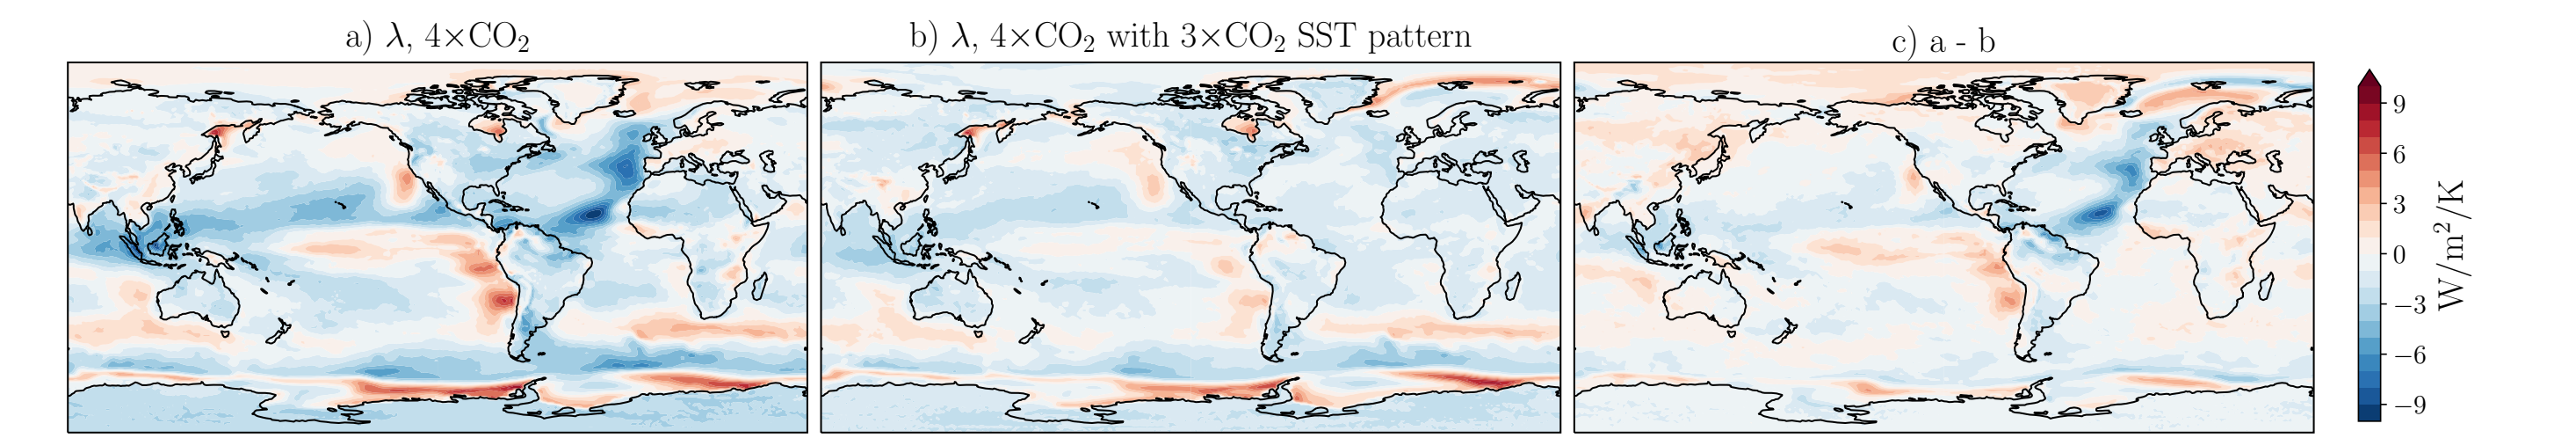 a) λ, 4×CO₂
b) λ, 4×CO₂ with 3×CO₂ SST pattern
c) a - b
9
6
3
0
−3
−6
−9
W/m²/K